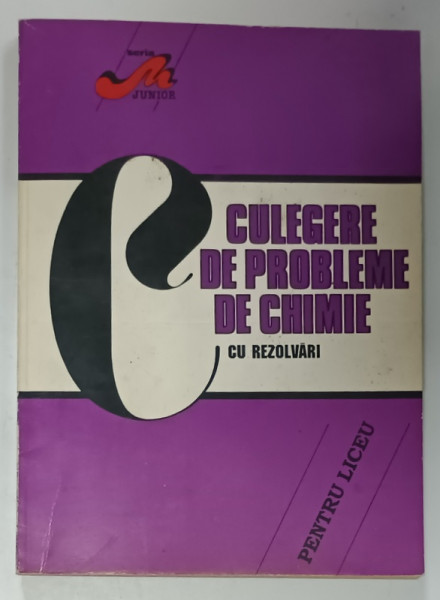 seria
M
JUNIOR
C
CULEGERE
DE PROBLEME
DE CHIMIE
CU REZOLVĂRI
PENTRU LICEU